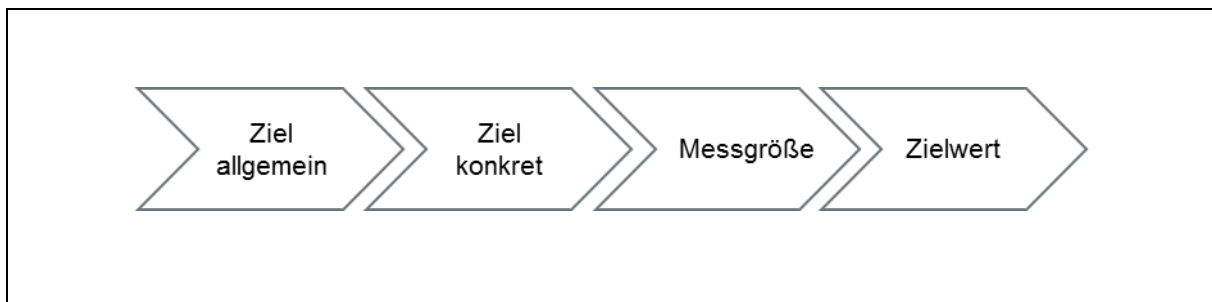 Ziel
allgemein
Ziel
konkret
Messgröße
Zielwert